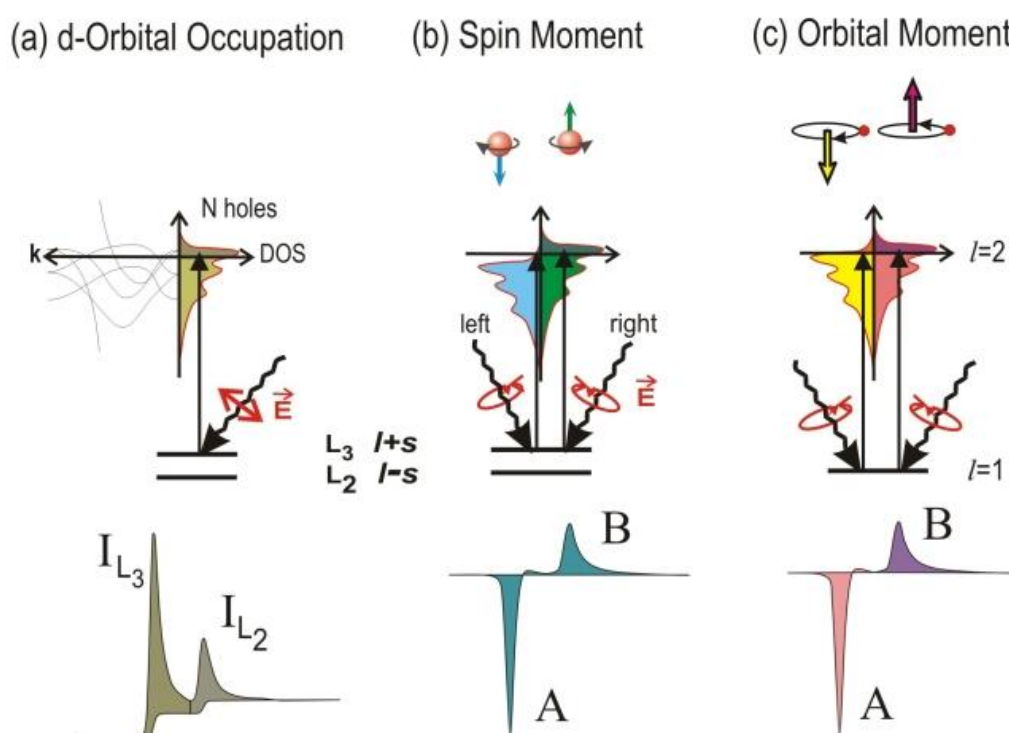 (a) d-Orbital Occupation
(b) Spin Moment
(c) Orbital Moment
N holes
k
DOS
E
left
right
E
l=2
L3 l+s
L2 l-s
l=1
IL3
IL2
B
A
B
A